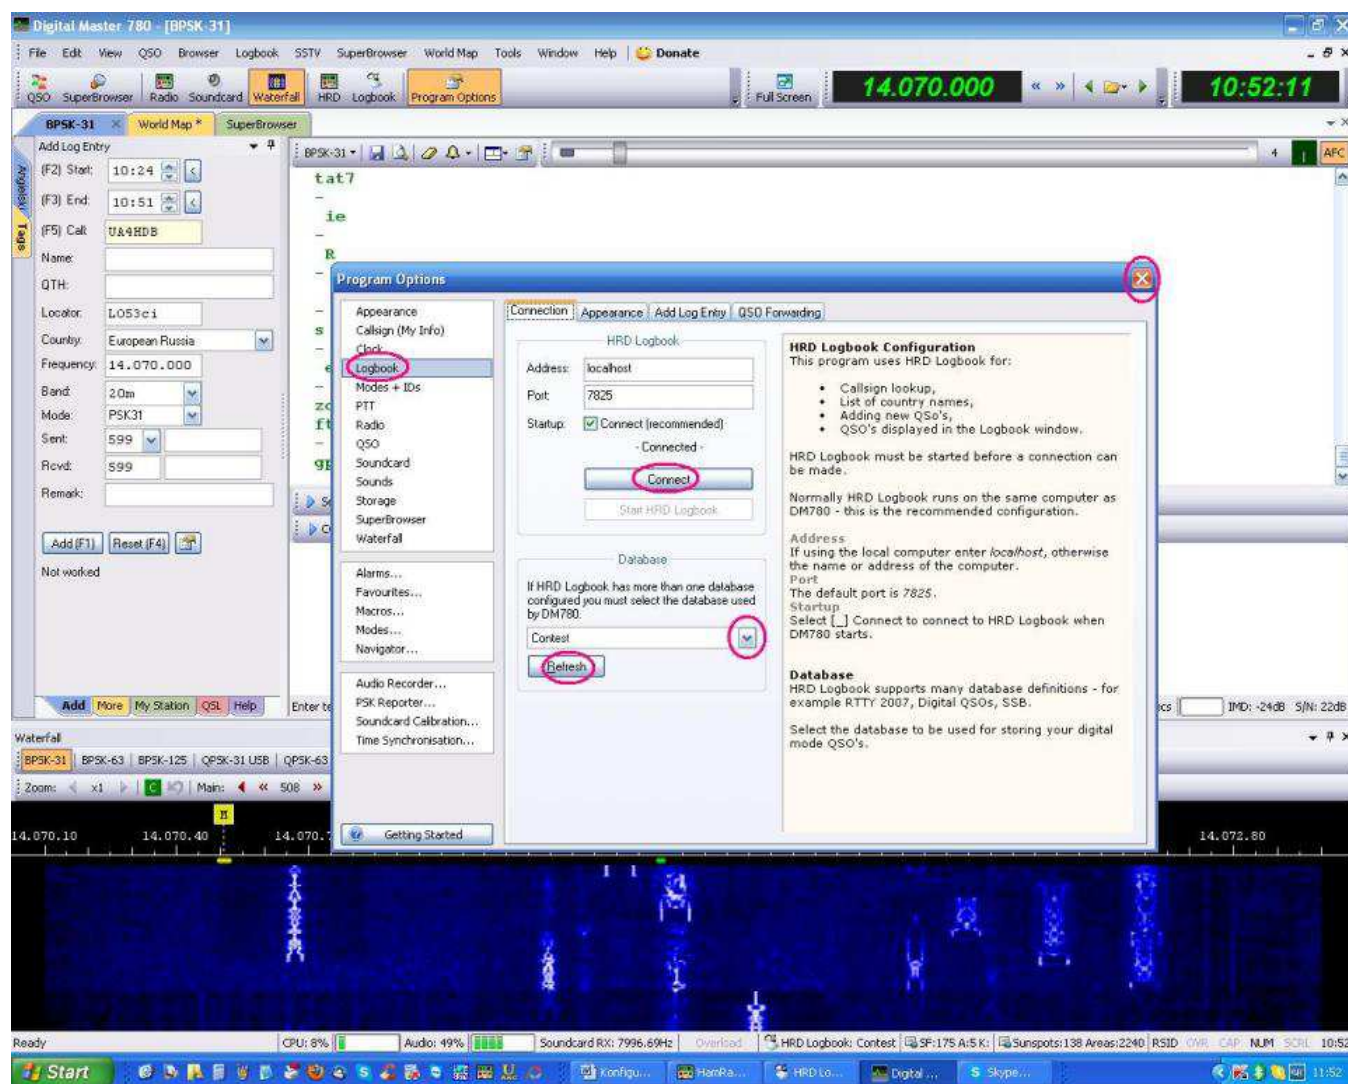 Digital Master 780 - [BPSK-31]
File Edit View QSO Browser Logbook SSTV SuperBrowser World Map Tools Window Help Donate
QSO SuperBrowser Radio Soundcard Waterfall HRD Logbook Program Options Full Screen 14.070.000 10:52:11
BPSK-31 World Map * SuperBrowser
Add Log Entry
BPSK-31 4 AFC
Tags
(F2) Start: 10:24
(F3) End: 10:51
(F5) Call: UA4HDB
Name:
QTH:
Locator: LO53ci
Country: European Russia
Frequency: 14.070.000
Band: 20m
Mode: PSK31
Sent: 599
Rcvd: 599
Remark:
Add (F1) Reset (F4)
Not worked
Add More My Station QSL Help
tat7
-
ie
-
R
-
Program Options
Appearance
Callsign (My Info)
Clock
Logbook
Modes + IDs
PTT
Radio
QSO
Soundcard
Sounds
Storage
SuperBrowser
Waterfall
Alarms...
Favourites...
Macros...
Modes...
Navigator...
Audio Recorder...
PSK Reporter...
Soundcard Calibration...
Time Synchronisation...
Getting Started
Connection Appearance Add Log Entry QSO Forwarding
HRD Logbook
Address: localhost
Port: 7825
Startup: Connect (recommended)
- Connected -
Connect
Start HRD Logbook
Database
If HRD Logbook has more than one database
configured you must select the database used
by DM780.
Contest
Refresh
HRD Logbook Configuration
This program uses HRD Logbook for:
• Callsign lookup,
• List of country names,
• Adding new QSo's,
• QSO's displayed in the Logbook window.
HRD Logbook must be started before a connection can
be made.
Normally HRD Logbook runs on the same computer as
DM780 - this is the recommended configuration.
Address
If using the local computer enter localhost, otherwise
the name or address of the computer.
Port
The default port is 7825.
Startup
Select [_] Connect to connect to HRD Logbook when
DM780 starts.
Database
HRD Logbook supports many database definitions - for
example RTTY 2007, Digital QSOs, SSB.
Select the database to be used for storing your digital
mode QSO's.
Enter te
IMD: -24dB S/N: 22dB
Waterfall
BPSK-31 BPSK-63 BPSK-125 QPSK-31 USB QPSK-63
Zoom: x1 C Main: 508
14.070.10 14.070.40 14.070.7 14.072.80
Ready CPU: 8% Audio: 49% Soundcard RX: 7996.69Hz Overload HRD Logbook: Contest SF:175 A:5 K: Sunspots:138 Areas:2240 RSID OVR CAP NUM SCRL 10:52
Start Konfigu... HamRa... HRD Lo... Digital ... Skype... 11:52